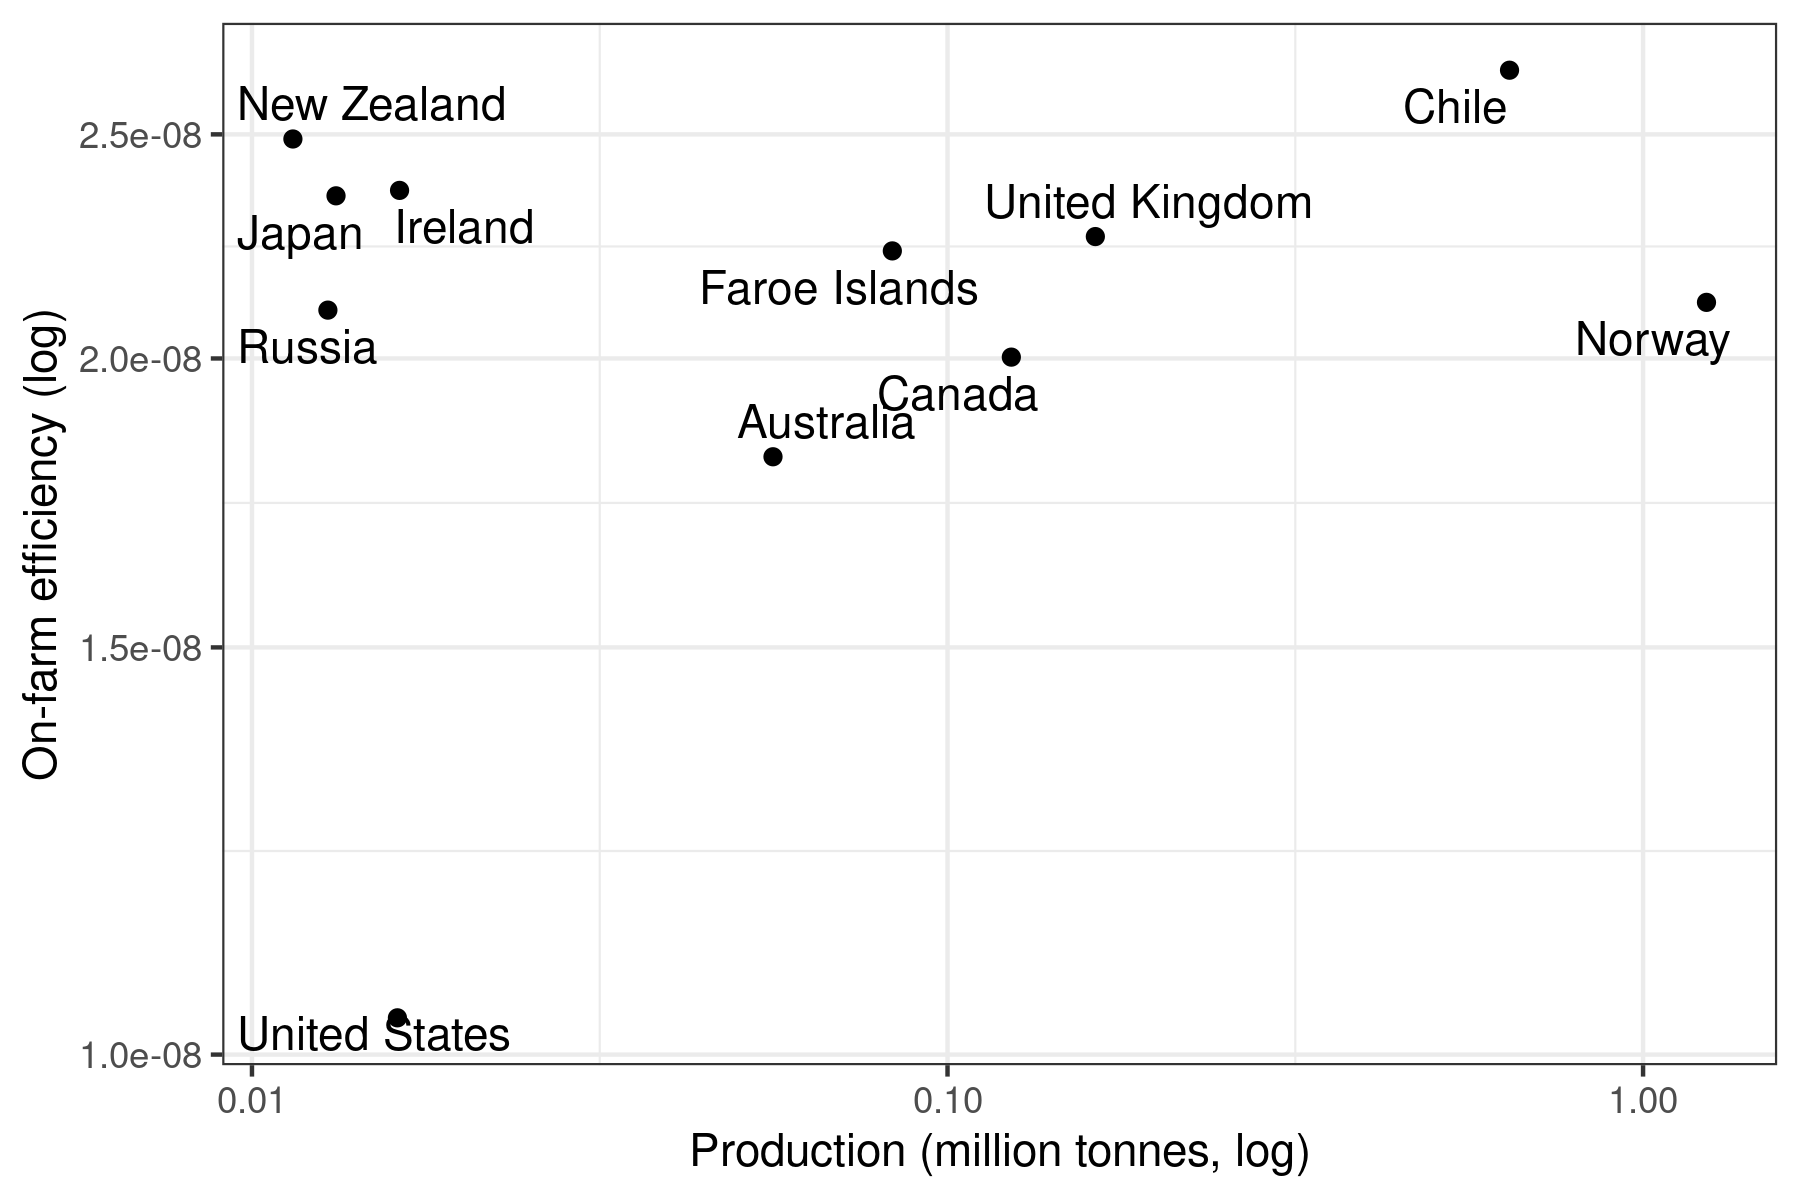 New Zealand
Chile
2.5e-08
United Kingdom
Japan
Ireland
Faroe Islands
Norway
Russia
2.0e-08
Canada
Australia
On-farm efficiency (log)
1.5e-08
United States
1.0e-08
0.01
0.10
1.00
Production (million tonnes, log)